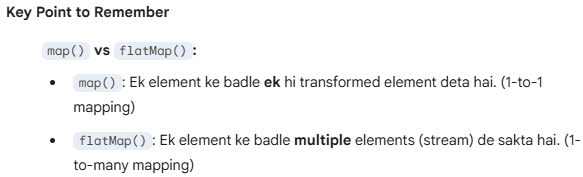 Key Point to Remember
map() vs flatMap() :
• map() : Ek element ke badle ek hi transformed element deta hai. (1-to-1
mapping)
• flatMap() : Ek element ke badle multiple elements (stream) de sakta hai. (1-
to-many mapping)